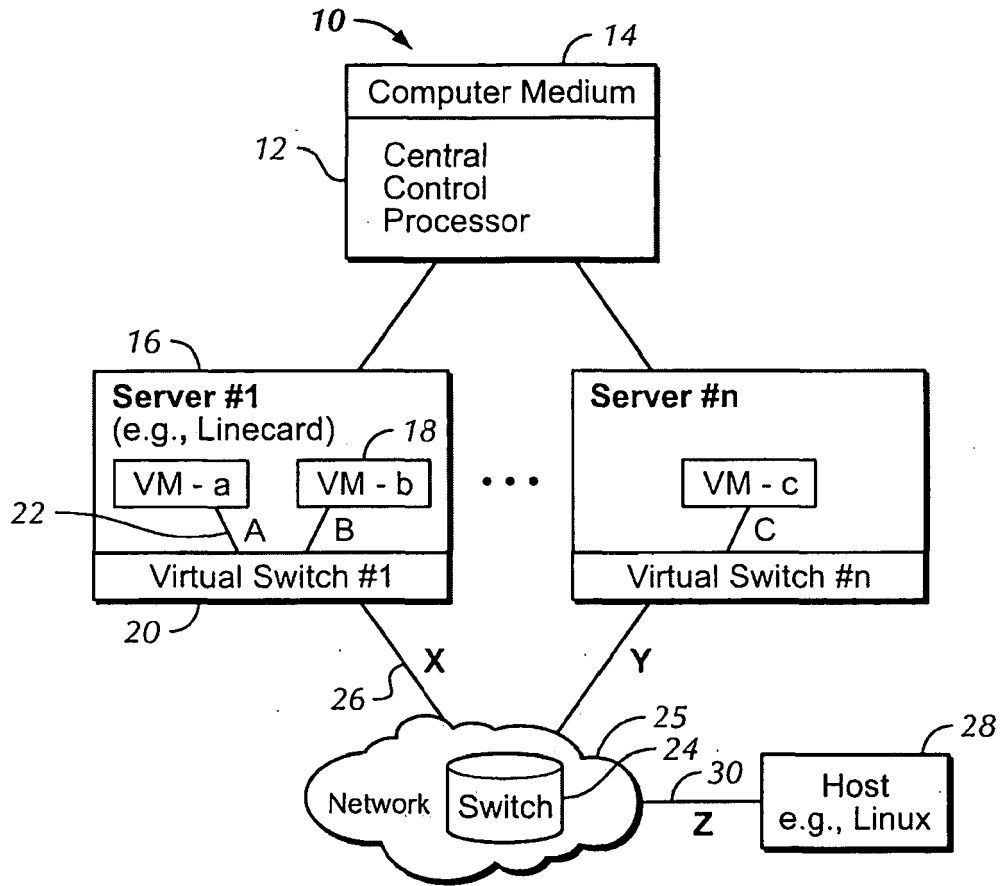 10
14
Computer Medium
12
Central
Control
Processor
16
Server #1
(e.g., Linecard)
18
VM - a
VM - b
22
A
B
Virtual Switch #1
20
• • •
Server #n
VM - c
C
Virtual Switch #n
X
Y
26
25
24
28
Network
Switch
30
Z
Host
e.g., Linux